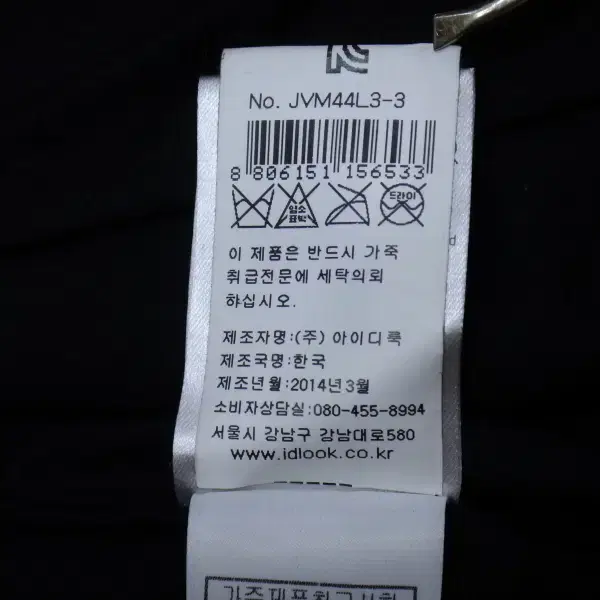 No. JVM44L3-3
8 806151 156533
염소
표백
드라이
이 제품은 반드시 가죽
취급전문에 세탁의뢰
하십시오.
제조자명:(주) 아이디룩
제조국명:한국
제조년월:2014년3월
소비자상담실:080-455-8994
서울시 강남구 강남대로580
www.idlook.co.kr